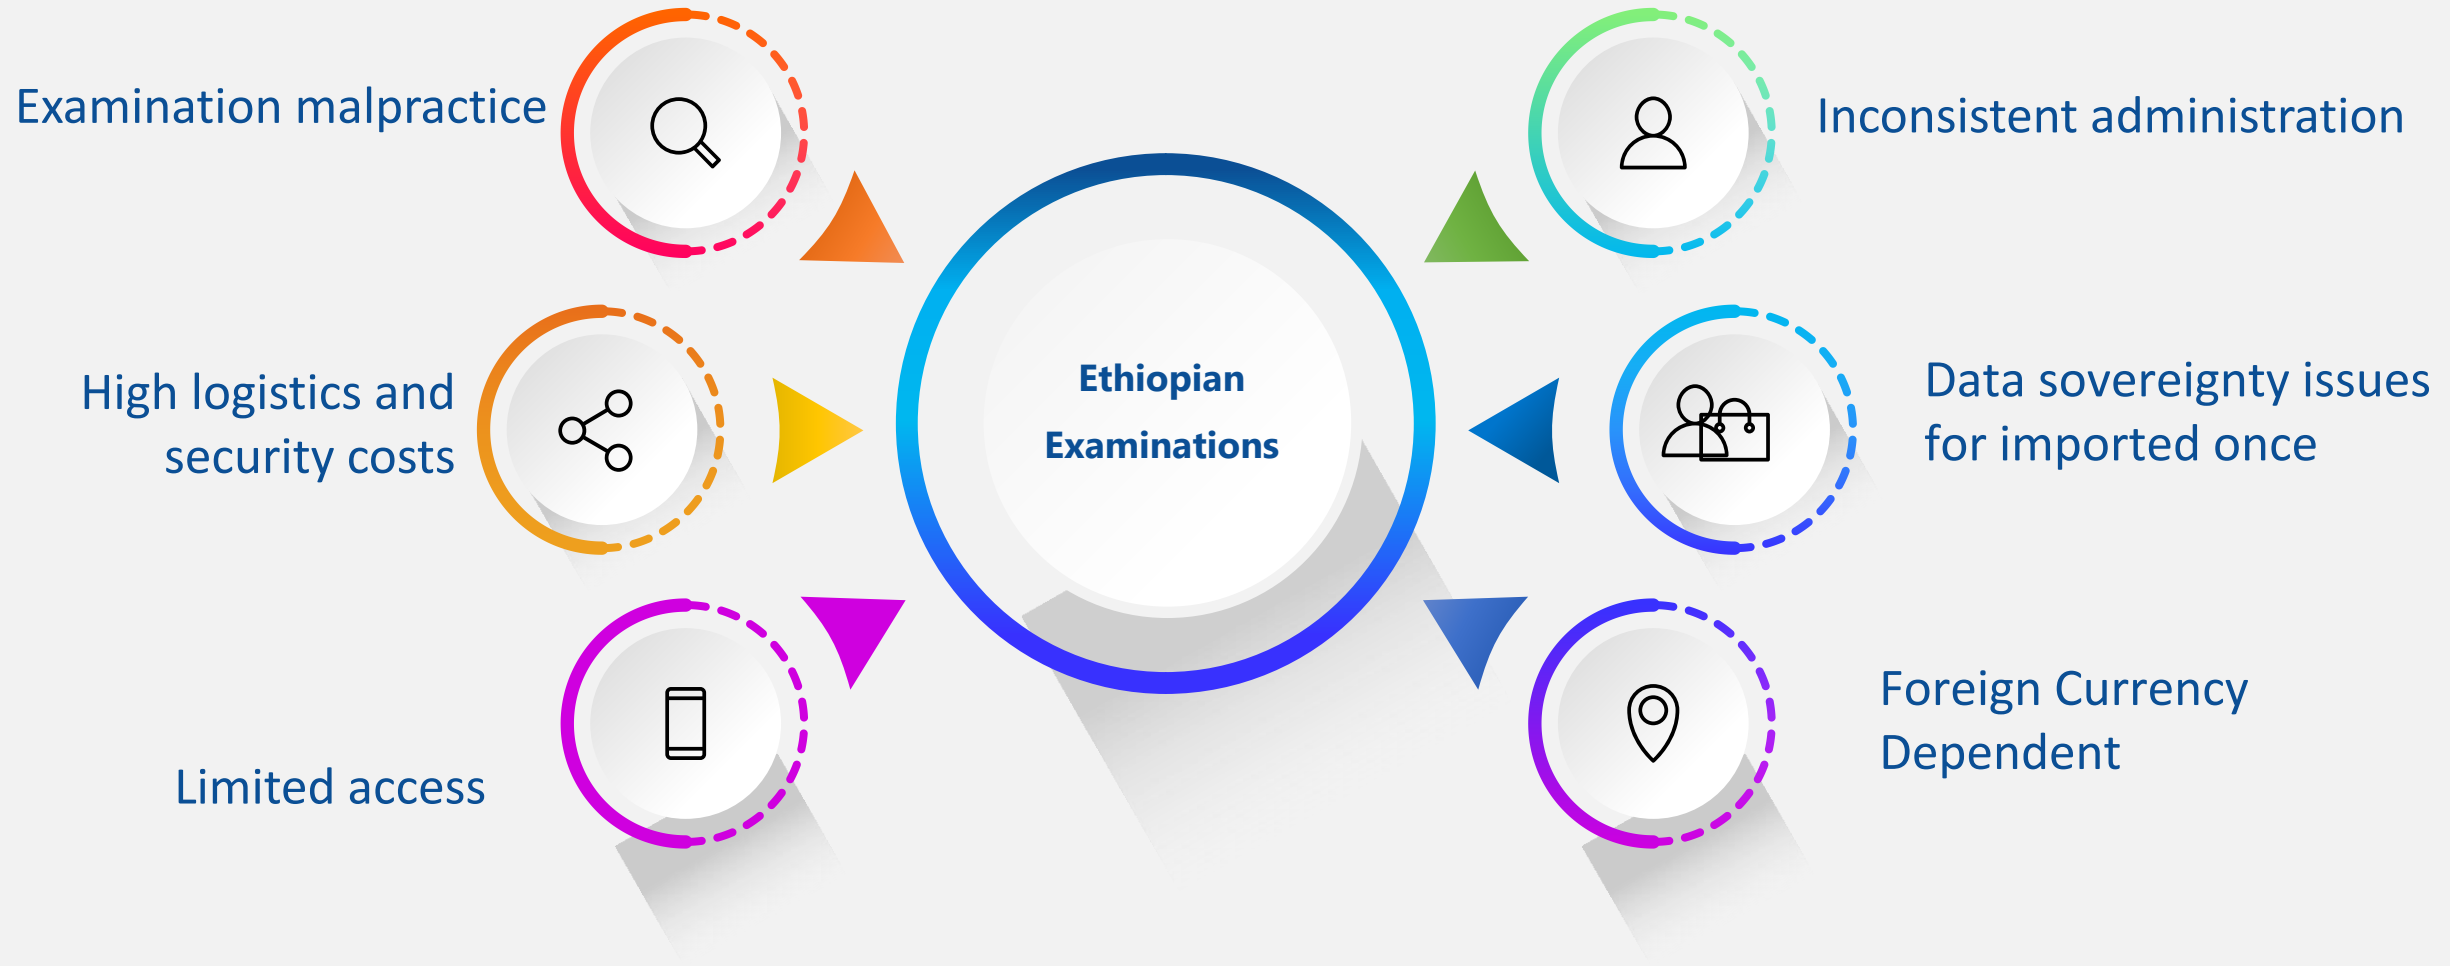 Examination malpractice
High logistics and
security costs
Limited access
Ethiopian
Examinations
Inconsistent administration
Data sovereignty issues
for imported once
Foreign Currency
Dependent